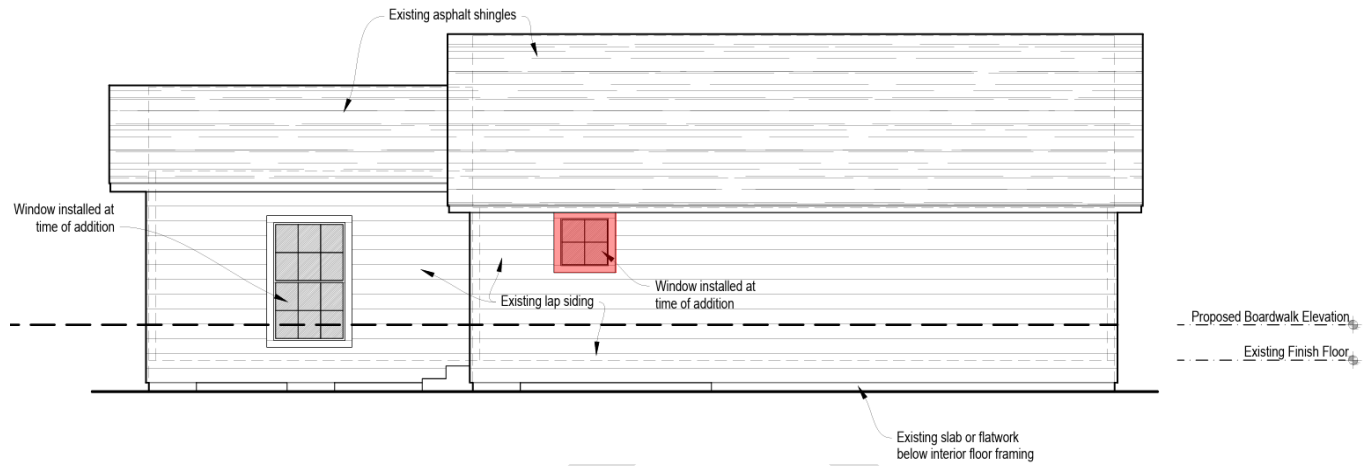 Existing asphalt shingles
Window installed at
time of addition
Window installed at
time of addition
Existing lap siding
Proposed Boardwalk Elevation
Existing Finish Floor
Existing slab or flatwork
below interior floor framing